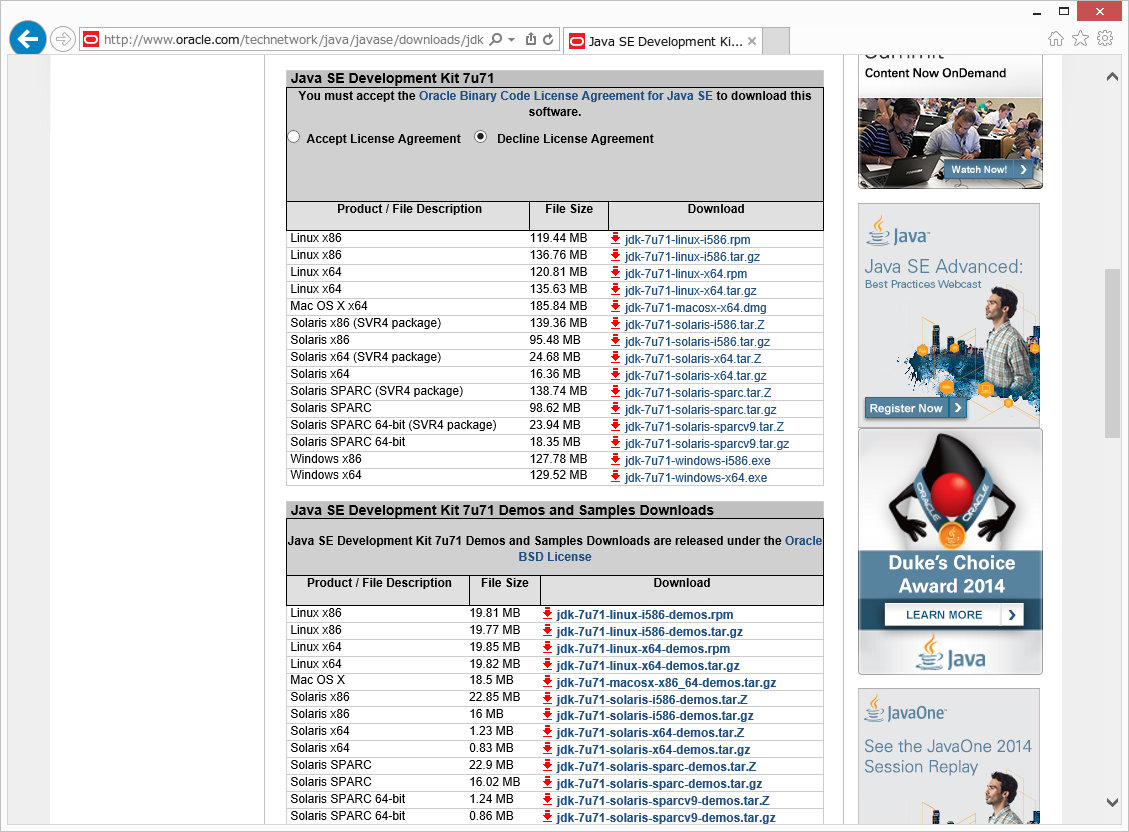 http://www.oracle.com/technetwork/java/javase/downloads/jdk
Java SE Development Ki...
Java SE Development Kit 7u71
You must accept the Oracle Binary Code License Agreement for Java SE to download this
software.
Accept License Agreement Decline License Agreement
Product / File Description File Size Download
Linux x86 119.44 MB jdk-7u71-linux-i586.rpm
Linux x86 136.76 MB jdk-7u71-linux-i586.tar.gz
Linux x64 120.81 MB jdk-7u71-linux-x64.rpm
Linux x64 135.63 MB jdk-7u71-linux-x64.tar.gz
Mac OS X x64 185.84 MB jdk-7u71-macosx-x64.dmg
Solaris x86 (SVR4 package) 139.36 MB jdk-7u71-solaris-i586.tar.Z
Solaris x86 95.48 MB jdk-7u71-solaris-i586.tar.gz
Solaris x64 (SVR4 package) 24.68 MB jdk-7u71-solaris-x64.tar.Z
Solaris x64 16.36 MB jdk-7u71-solaris-x64.tar.gz
Solaris SPARC (SVR4 package) 138.74 MB jdk-7u71-solaris-sparc.tar.Z
Solaris SPARC 98.62 MB jdk-7u71-solaris-sparc.tar.gz
Solaris SPARC 64-bit (SVR4 package) 23.94 MB jdk-7u71-solaris-sparcv9.tar.Z
Solaris SPARC 64-bit 18.35 MB jdk-7u71-solaris-sparcv9.tar.gz
Windows x86 127.78 MB jdk-7u71-windows-i586.exe
Windows x64 129.52 MB jdk-7u71-windows-x64.exe
Java SE Development Kit 7u71 Demos and Samples Downloads
Java SE Development Kit 7u71 Demos and Samples Downloads are released under the Oracle
BSD License
Product / File Description File Size Download
Linux x86 19.81 MB jdk-7u71-linux-i586-demos.rpm
Linux x86 19.77 MB jdk-7u71-linux-i586-demos.tar.gz
Linux x64 19.85 MB jdk-7u71-linux-x64-demos.rpm
Linux x64 19.82 MB jdk-7u71-linux-x64-demos.tar.gz
Mac OS X 18.5 MB jdk-7u71-macosx-x86_64-demos.tar.gz
Solaris x86 22.85 MB jdk-7u71-solaris-i586-demos.tar.Z
Solaris x86 16 MB jdk-7u71-solaris-i586-demos.tar.gz
Solaris x64 1.23 MB jdk-7u71-solaris-x64-demos.tar.Z
Solaris x64 0.83 MB jdk-7u71-solaris-x64-demos.tar.gz
Solaris SPARC 22.9 MB jdk-7u71-solaris-sparc-demos.tar.Z
Solaris SPARC 16.02 MB jdk-7u71-solaris-sparc-demos.tar.gz
Solaris SPARC 64-bit 1.24 MB jdk-7u71-solaris-sparcv9-demos.tar.Z
Solaris SPARC 64-bit 0.86 MB jdk-7u71-solaris-sparcv9-demos.tar.gz
Summit
Content Now OnDemand
Watch Now!
Java™
Java SE Advanced:
Best Practices Webcast
Register Now
ORACLE ORACLE
Duke's Choice
Award 2014
LEARN MORE
Java
JavaOne™
See the JavaOne 2014
Session Replay